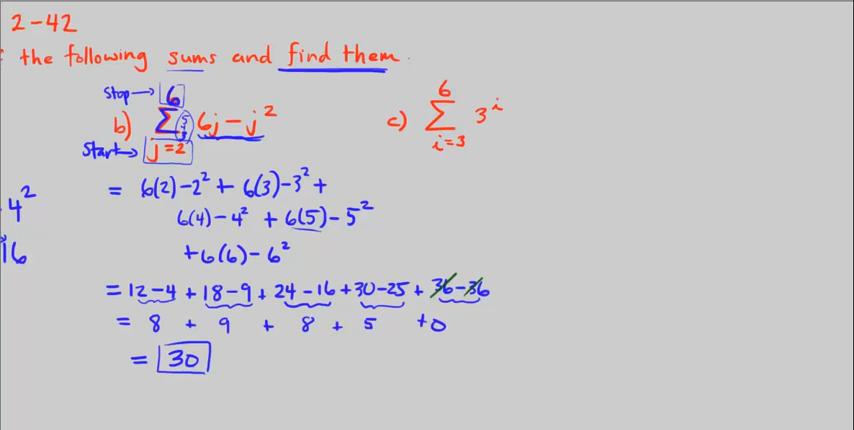 2-42
the following sums and find them.
Stop→ 6
b) Σ 6j - j²
Start→ j=2
c) 6
Σ 3^i
i=3
= 6(2)-2² + 6(3)-3² +
6(4)-4² + 6(5)-5²
+6(6)-6²
4²
16
= 12-4 + 18-9 + 24-16 +30-25 + 36-36
= 8 + 9 + 8 + 5 +0
= 30